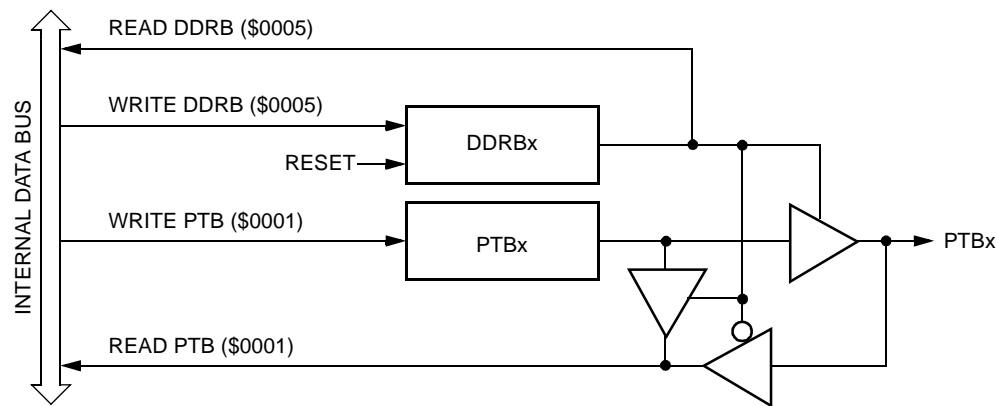 READ DDRB ($0005)
WRITE DDRB ($0005)
DDRBx
RESET
INTERNAL DATA BUS
WRITE PTB ($0001)
PTBx
PTBx
READ PTB ($0001)